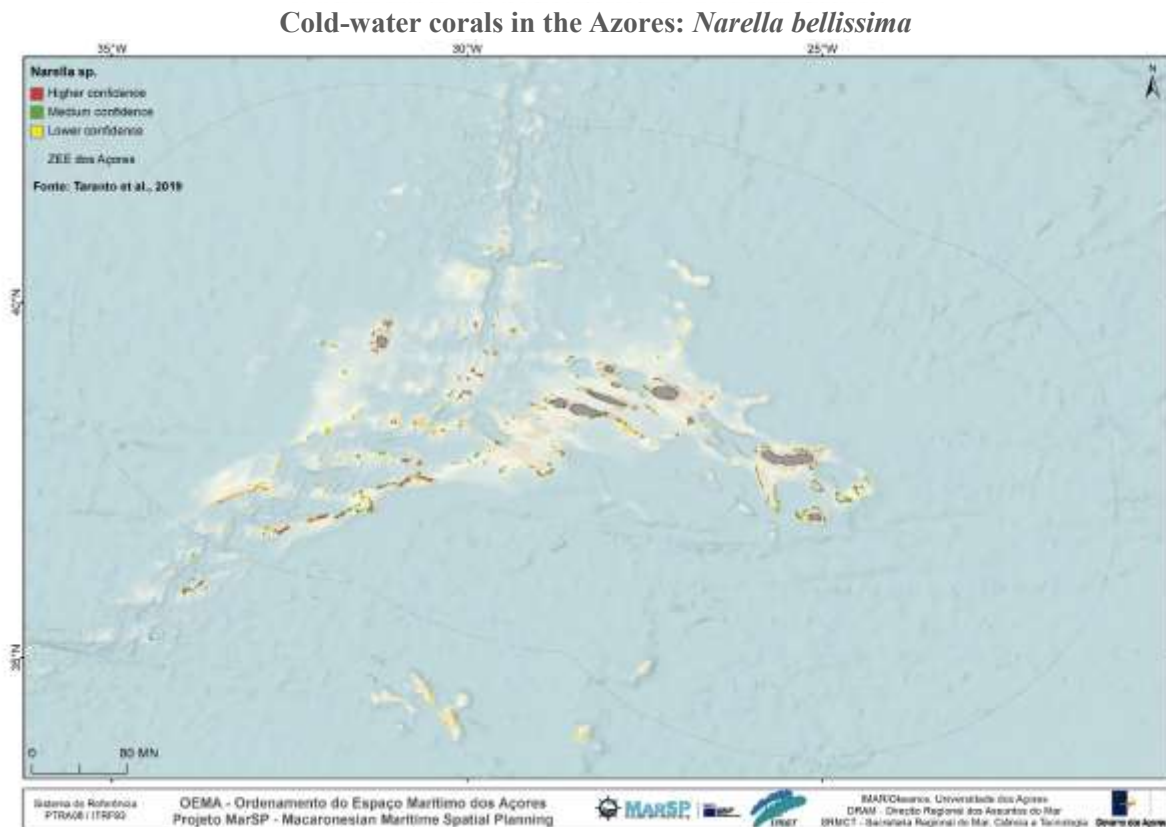 Cold-water corals in the Azores: Narella bellissima
35°W 30°W 25°W
Narella sp.
Higher confidence
Medium confidence
Lower confidence
ZEE dos Açores
Fonte: Taranto et al., 2019
N
40°N
35°N
0 80 MN
Sistema de Referência
PTRA08 / ITRF93
OEMA - Ordenamento do Espaço Marítimo dos Açores
Projeto MarSP - Macaronesian Maritime Spatial Planning
MARSP
IMAR/Okeanos, Universidade dos Açores
DRAM - Direção Regional dos Assuntos do Mar
SRMCT - Secretaria Regional do Mar, Ciência e Tecnologia
Governo dos Açores